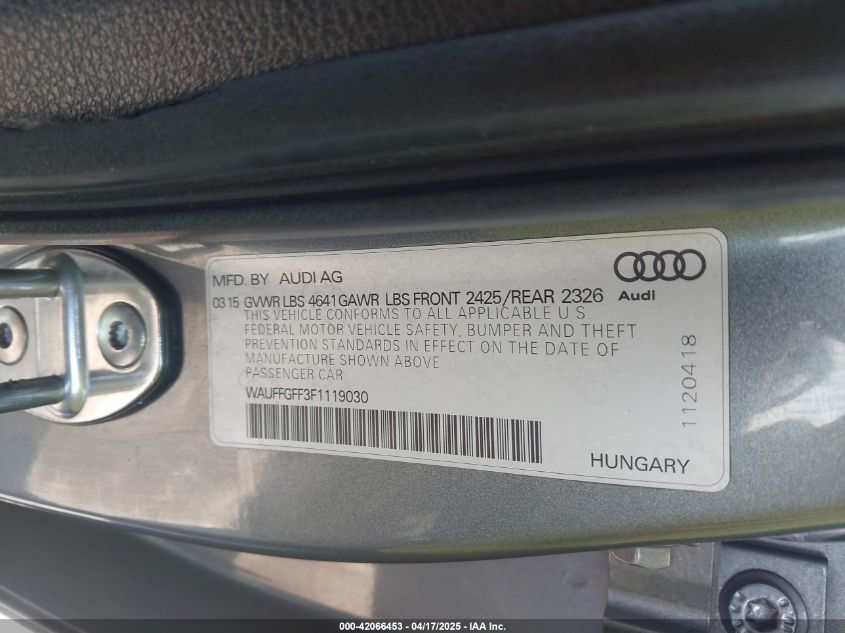 MFD. BY AUDI AG
03 15 GVWR LBS 4641 GAWR LBS FRONT 2425/REAR 2326
THIS VEHICLE CONFORMS TO ALL APPLICABLE U.S.
FEDERAL MOTOR VEHICLE SAFETY, BUMPER AND THEFT
PREVENTION STANDARDS IN EFFECT ON THE DATE OF
MANUFACTURE SHOWN ABOVE
PASSENGER CAR
WAUFFGFF3F1119030
HUNGARY
Audi
1120418
000-42066453 - 04/17/2025 - IAA Inc.